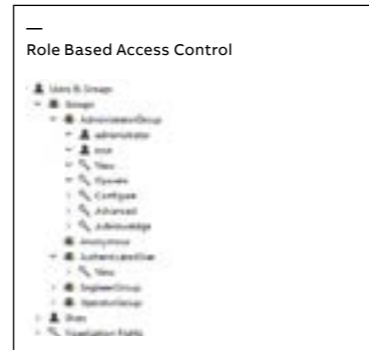 —
Role Based Access Control
Users & Groups
Groups
AdministratorGroup
administrator
View
Operate
Configure
Advanced
Acknowledge
Anonymous
AuthenticatedUser
View
EngineerGroup
OperatorGroup
Users